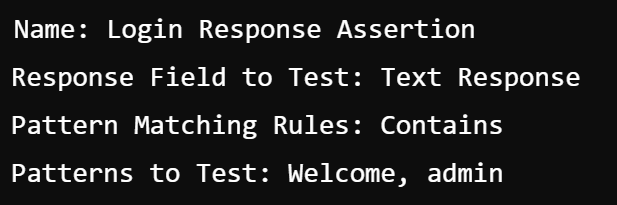 Name: Login Response Assertion
Response Field to Test: Text Response
Pattern Matching Rules: Contains
Patterns to Test: Welcome, admin